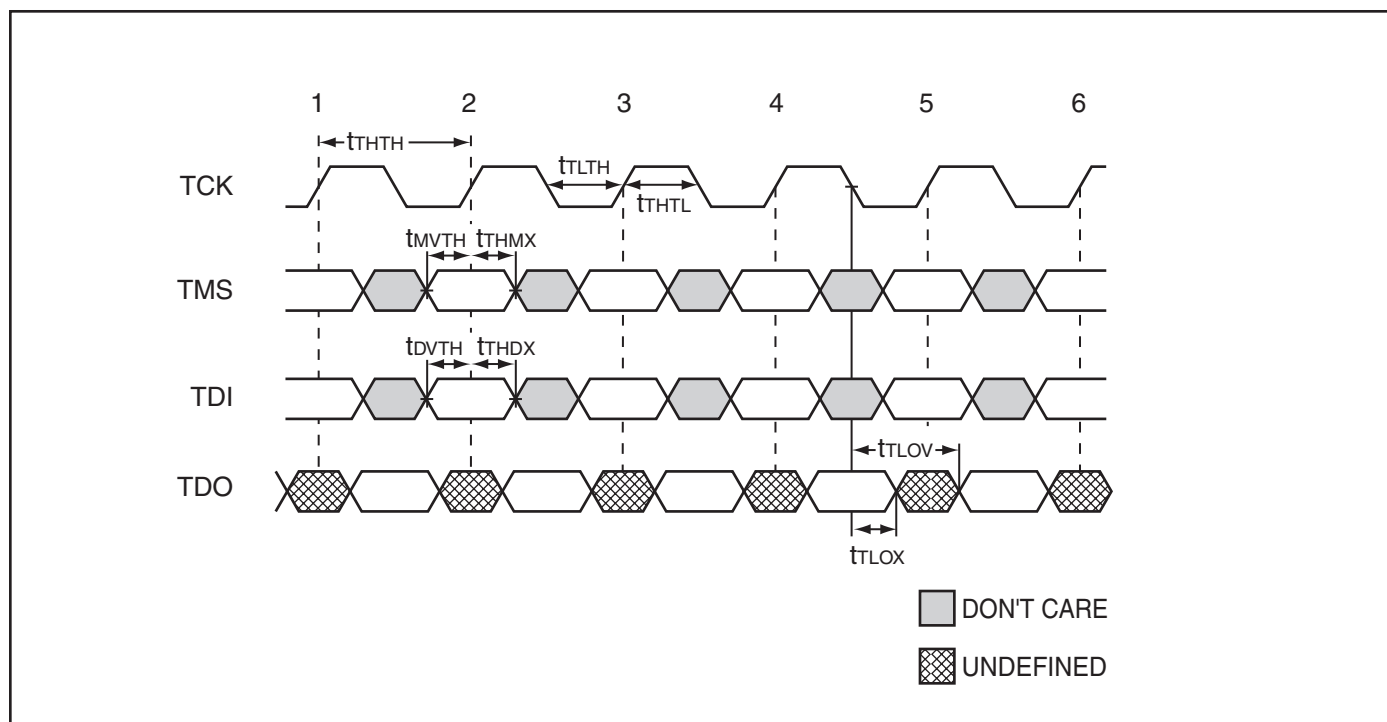 1 2 3 4 5 6
tTHTH
TCK
tTLTH
tTHTL
tMVTH tTHMX
TMS
tDVTH tTHDX
TDI
tTLOV
TDO
tTLOX
DON'T CARE
UNDEFINED